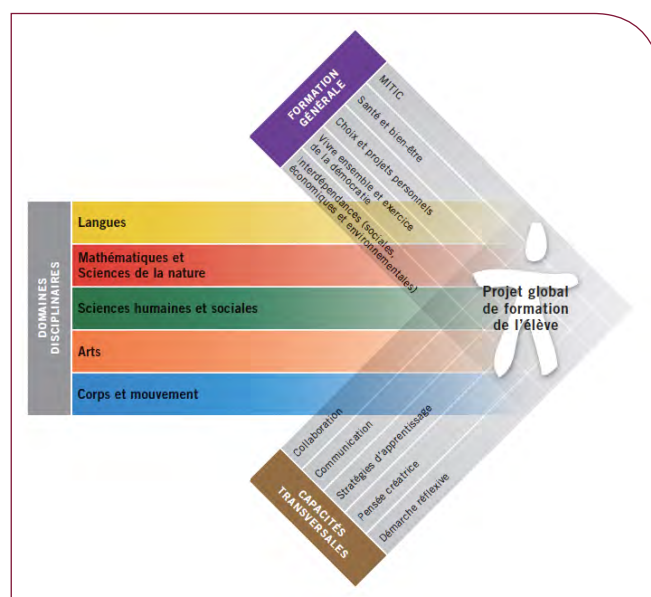 FORMATION
GÉNÉRALE
MITIC
Santé et bien-être
Choix et projets personnels
Vivre ensemble et exercice
de la démocratie
Interdépendances (sociales,
économiques et environnementales)
DOMAINES
DISCIPLINAIRES
Langues
Mathématiques et
Sciences de la nature
Sciences humaines et sociales
Arts
Corps et mouvement
Projet global
de formation
de l'élève
Collaboration
Communication
Stratégies d'apprentissage
Pensée créatrice
Démarche réflexive
CAPACITÉS
TRANSVERSALES